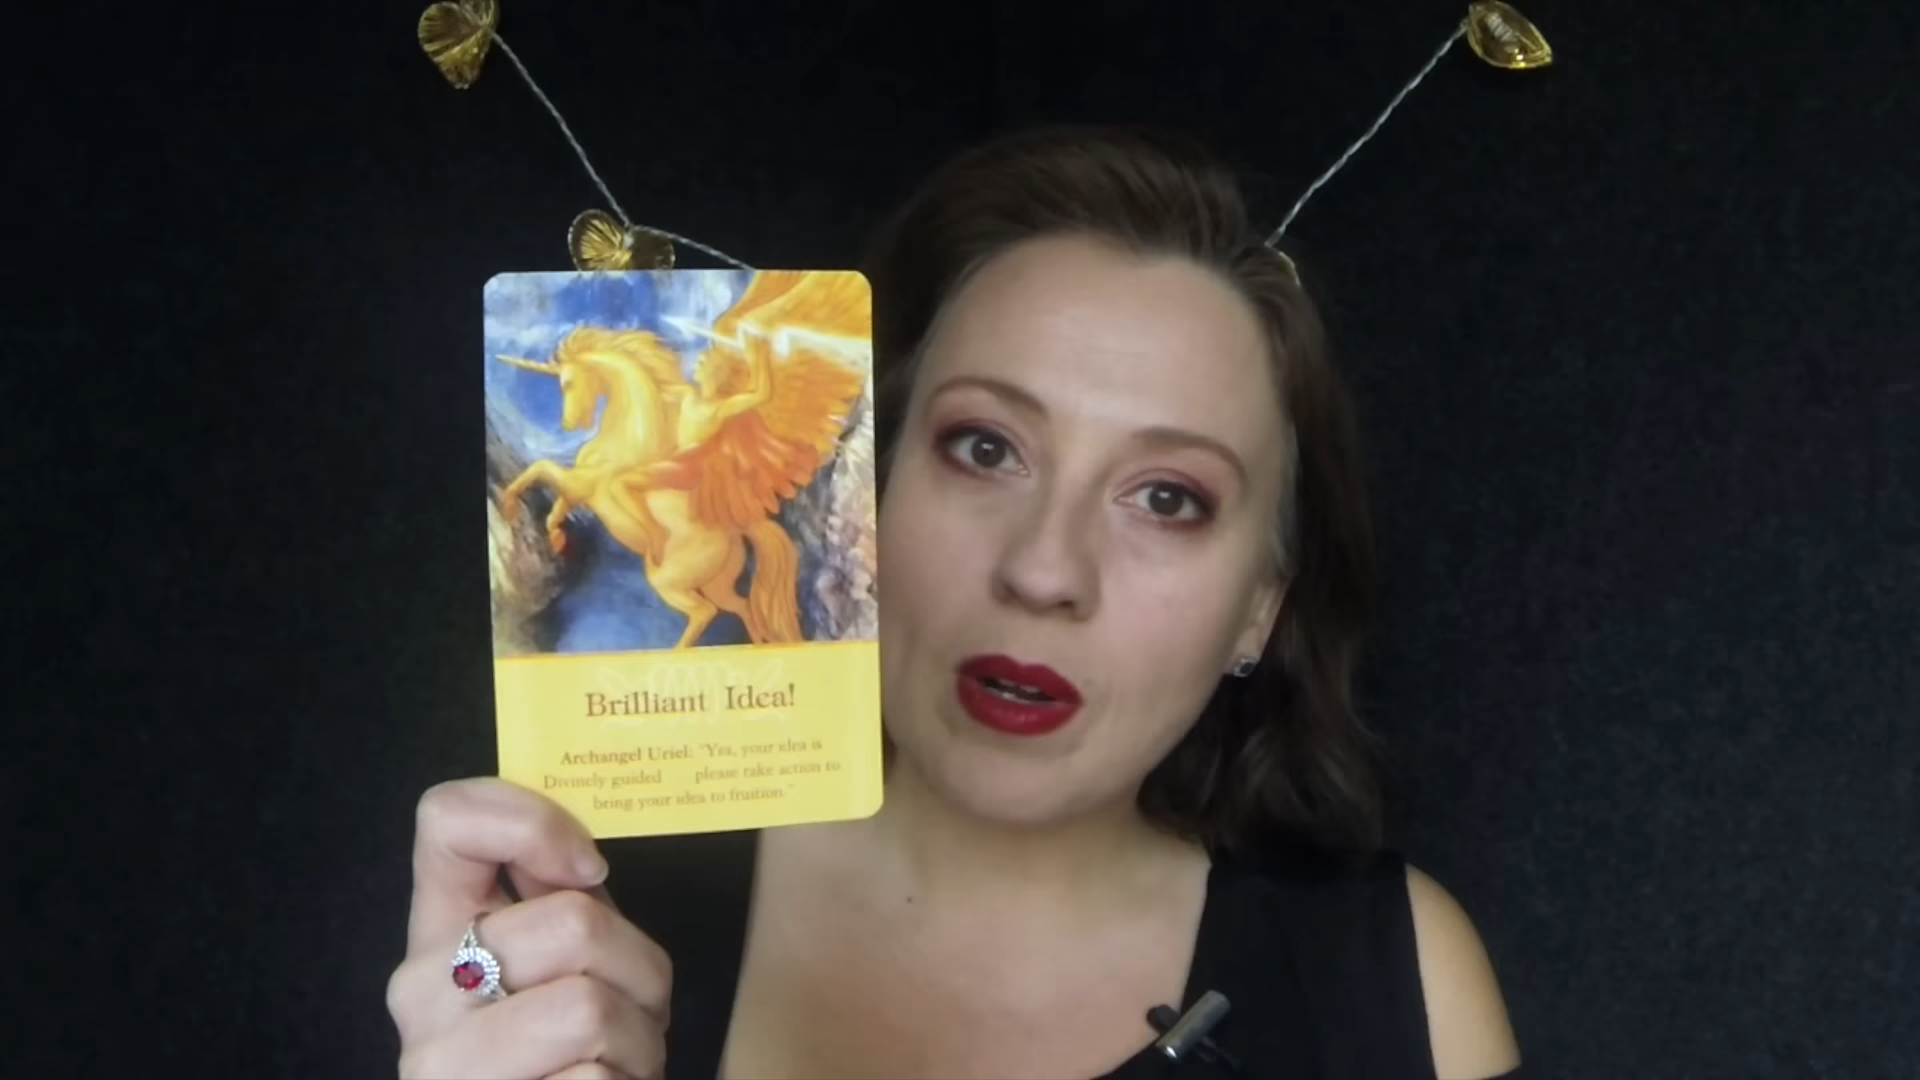 Brilliant Idea!
Archangel Uriel: "Yes, your idea is
Divinely guided please take action to
bring your idea to fruition."